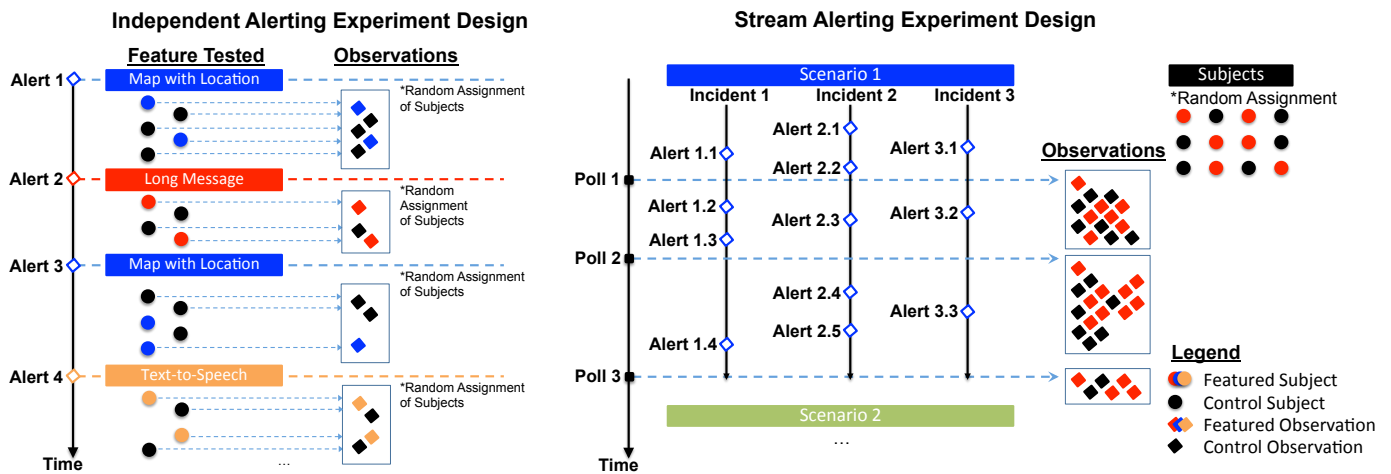 Independent Alerting Experiment Design
Feature Tested
Observations
Alert 1
Map with Location
*Random Assignment
of Subjects
Alert 2
Long Message
*Random
Assignment
of Subjects
Alert 3
Map with Location
*Random Assignment
of Subjects
Alert 4
Text-to-Speech
*Random Assignment
of Subjects
Time
...
Stream Alerting Experiment Design
Scenario 1
Incident 1
Incident 2
Incident 3
Alert 2.1
Alert 1.1
Alert 3.1
Alert 2.2
Poll 1
Alert 1.2
Alert 2.3
Alert 3.2
Alert 1.3
Poll 2
Alert 2.4
Alert 3.3
Alert 2.5
Alert 1.4
Poll 3
Scenario 2
...
Time
Observations
Subjects
*Random Assignment
Legend
Featured Subject
Control Subject
Featured Observation
Control Observation